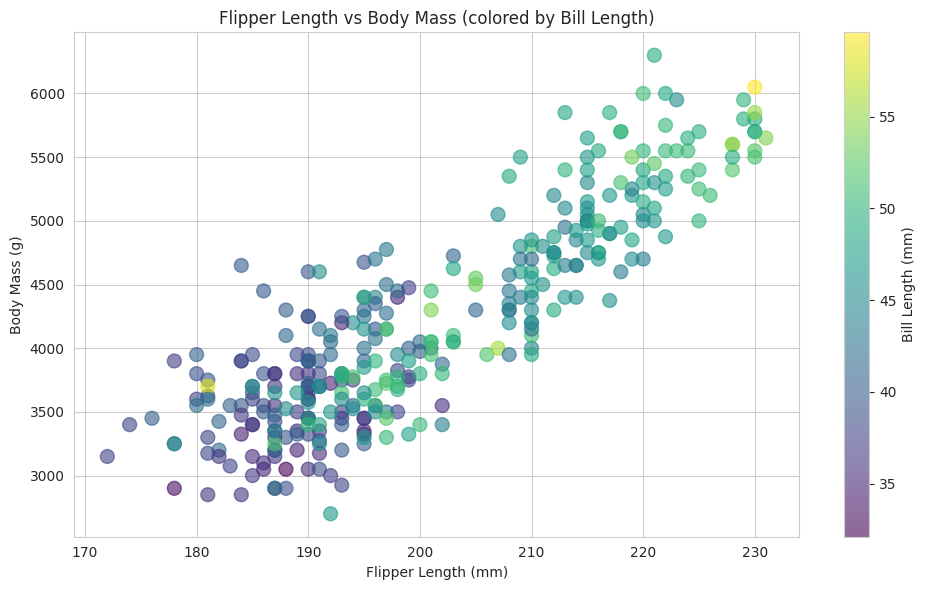 Flipper Length vs Body Mass (colored by Bill Length)
6000
5500
5000
4500
4000
3500
3000
Body Mass (g)
170 180 190 200 210 220 230
Flipper Length (mm)
55
50
45
40
35
Bill Length (mm)